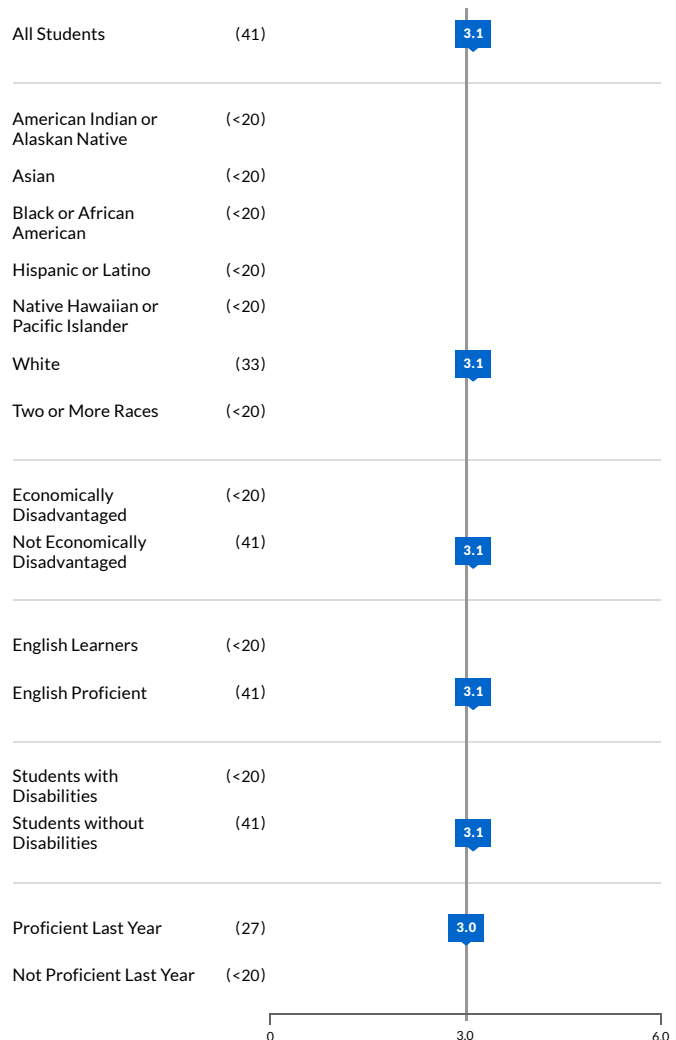 All Students (41) 3.1
American Indian or (<20)
Alaskan Native
Asian (<20)
Black or African (<20)
American
Hispanic or Latino (<20)
Native Hawaiian or (<20)
Pacific Islander
White (33) 3.1
Two or More Races (<20)
Economically (<20)
Disadvantaged
Not Economically (41) 3.1
Disadvantaged
English Learners (<20)
English Proficient (41) 3.1
Students with (<20)
Disabilities
Students without (41) 3.1
Disabilities
Proficient Last Year (27) 3.0
Not Proficient Last Year (<20)
0 3.0 6.0